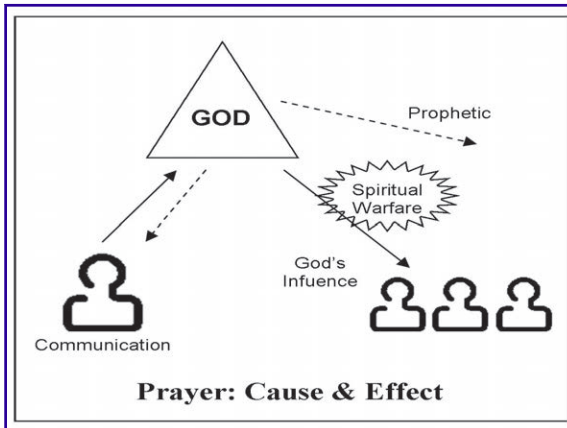 GOD
Prophetic
Spiritual
Warfare
God's
Infuence
Communication
Prayer: Cause & Effect